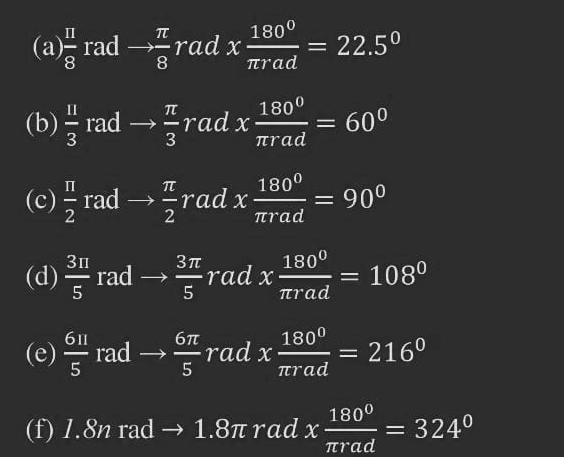 (a) π/8 rad → π/8 rad x 180⁰/πrad = 22.5⁰
(b) π/3 rad → π/3 rad x 180⁰/πrad = 60⁰
(c) π/2 rad → π/2 rad x 180⁰/πrad = 90⁰
(d) 3π/5 rad → 3π/5 rad x 180⁰/πrad = 108⁰
(e) 6π/5 rad → 6π/5 rad x 180⁰/πrad = 216⁰
(f) 1.8n rad → 1.8π rad x 180⁰/πrad = 324⁰